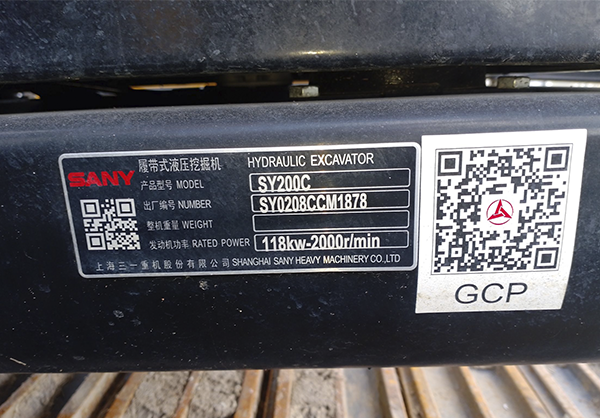 SANY
履带式液压挖掘机 HYDRAULIC EXCAVATOR
产品型号 MODEL SY200C
出厂编号 NUMBER SY0208CCM1878
整机重量 WEIGHT
发动机功率 RATED POWER 118kw-2000r/min
上海三一重机股份有限公司 SHANGHAI SANY HEAVY MACHINERY CO.,LTD
GCP